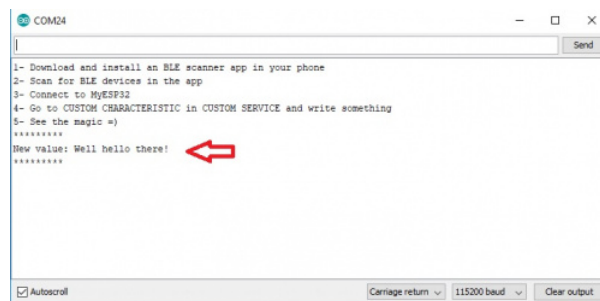 COM24
Send
1- Download and install an BLE scanner app in your phone
2- Scan for BLE devices in the app
3- Connect to MyESP32
4- Go to CUSTOM CHARACTERISTIC in CUSTOM SERVICE and write something
5- See the magic =)
*********
New value: Well hello there!
*********
Autoscroll
Carriage return
115200 baud
Clear output